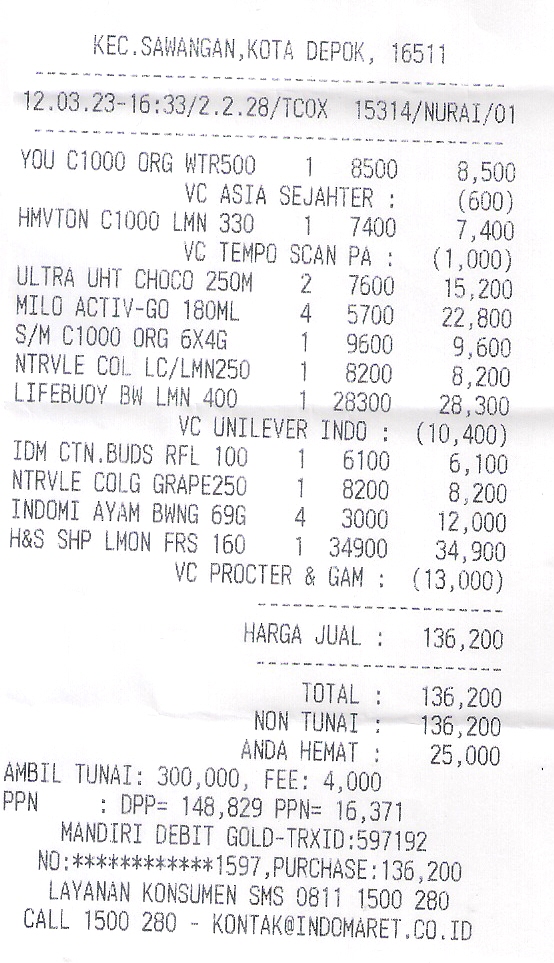 KEC.SAWANGAN,KOTA DEPOK, 16511
------------------------------------
12.03.23-16:33/2.2.28/TCOX 15314/NURAI/01
------------------------------------
YOU C1000 ORG WTR500 1 8500 8,500
VC ASIA SEJAHTER : (600)
HMVTON C1000 LMN 330 1 7400 7,400
VC TEMPO SCAN PA : (1,000)
ULTRA UHT CHOCO 250M 2 7600 15,200
MILO ACTIV-GO 180ML 4 5700 22,800
S/M C1000 ORG 6X4G 1 9600 9,600
NTRVLE COL LC/LMN250 1 8200 8,200
LIFEBUOY BW LMN 400 1 28300 28,300
VC UNILEVER INDO : (10,400)
IDM CTN.BUDS RFL 100 1 6100 6,100
NTRVLE COLG GRAPE250 1 8200 8,200
INDOMI AYAM BWNG 69G 4 3000 12,000
H&S SHP LMON FRS 160 1 34900 34,900
VC PROCTER & GAM : (13,000)
-------------------
HARGA JUAL : 136,200
-------------------
TOTAL : 136,200
NON TUNAI : 136,200
ANDA HEMAT : 25,000
AMBIL TUNAI: 300,000, FEE: 4,000
PPN : DPP= 148,829 PPN= 16,371
MANDIRI DEBIT GOLD-TRXID:597192
NO:************1597,PURCHASE:136,200
LAYANAN KONSUMEN SMS 0811 1500 280
CALL 1500 280 - KONTAK@INDOMARET.CO.ID